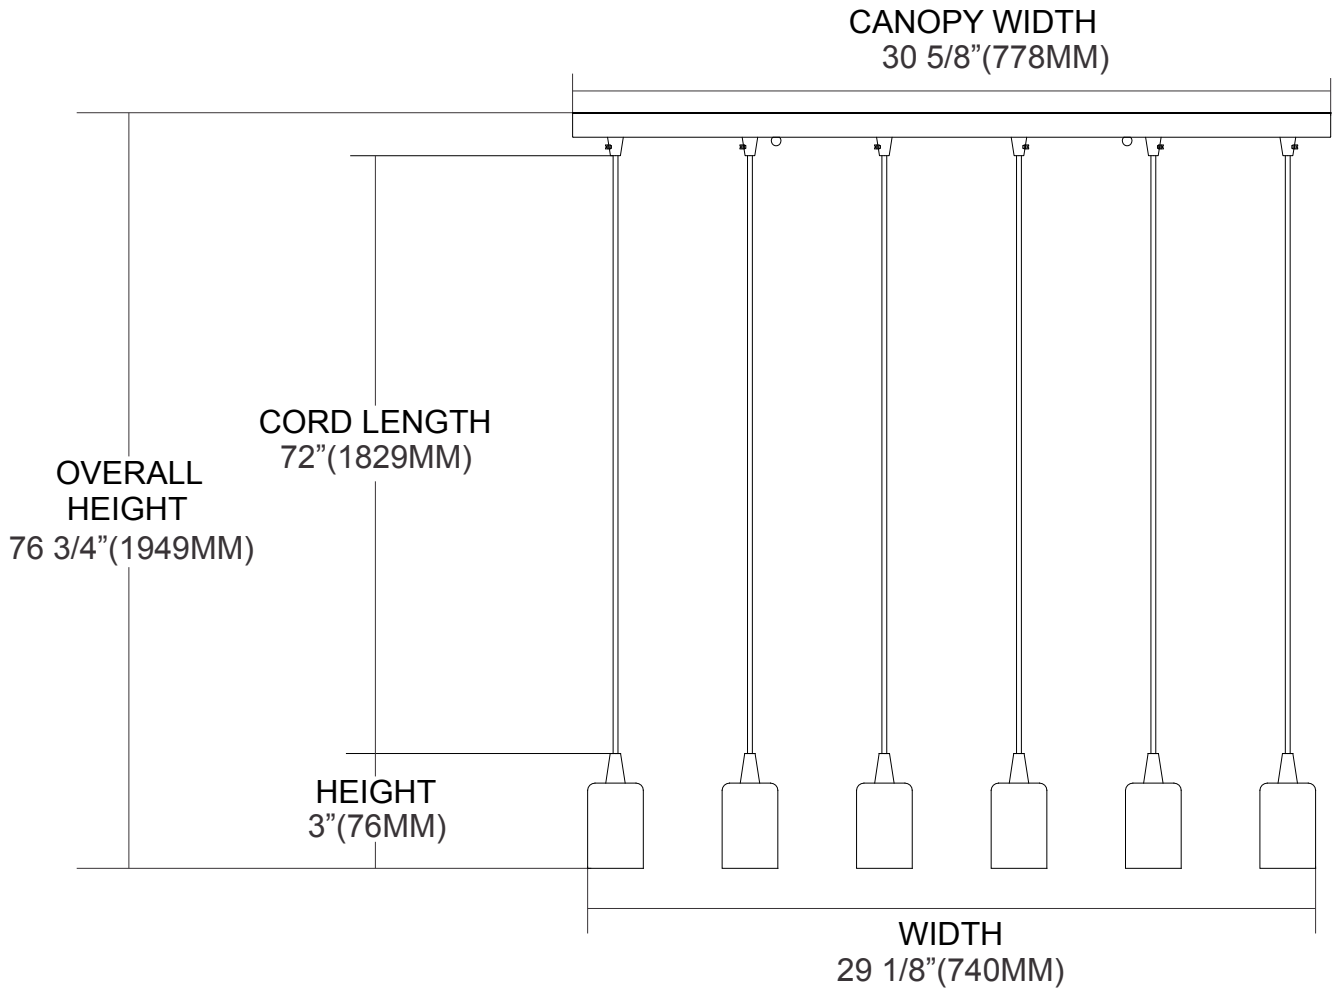 CANOPY WIDTH
30 5/8”(778MM)
CORD LENGTH
72”(1829MM)
OVERALL
HEIGHT
76 3/4”(1949MM)
HEIGHT
3”(76MM)
WIDTH
29 1/8”(740MM)